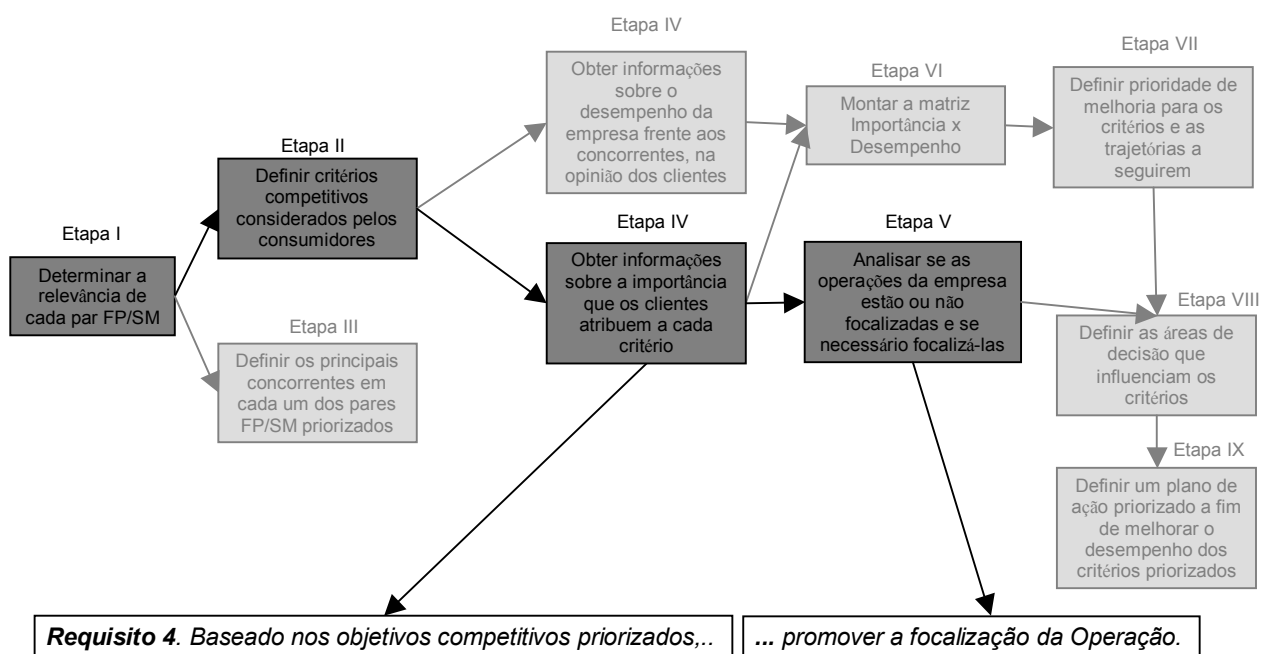 Etapa IV
Obter informações
sobre o
desempenho da
empresa frente aos
concorrentes, na
opinião dos clientes
Etapa VI
Montar a matriz
Importância x
Desempenho
Etapa VII
Definir prioridade de
melhoria para os
critérios e as
trajetórias a
seguirem
Etapa II
Definir critérios
competitivos
considerados pelos
consumidores
Etapa I
Determinar a
relevância de
cada par FP/SM
Etapa IV
Obter informações
sobre a importância
que os clientes
atribuem a cada
critério
Etapa V
Analisar se as
operações da empresa
estão ou não
focalizadas e se
necessário focalizá-las
Etapa III
Definir os principais
concorrentes em
cada um dos pares
FP/SM priorizados
Etapa VIII
Definir as áreas de
decisão que
influenciam os
critérios
Etapa IX
Definir um plano de
ação priorizado a fim
de melhorar o
desempenho dos
critérios priorizados
Requisito 4. Baseado nos objetivos competitivos priorizados,..
... promover a focalização da Operação.